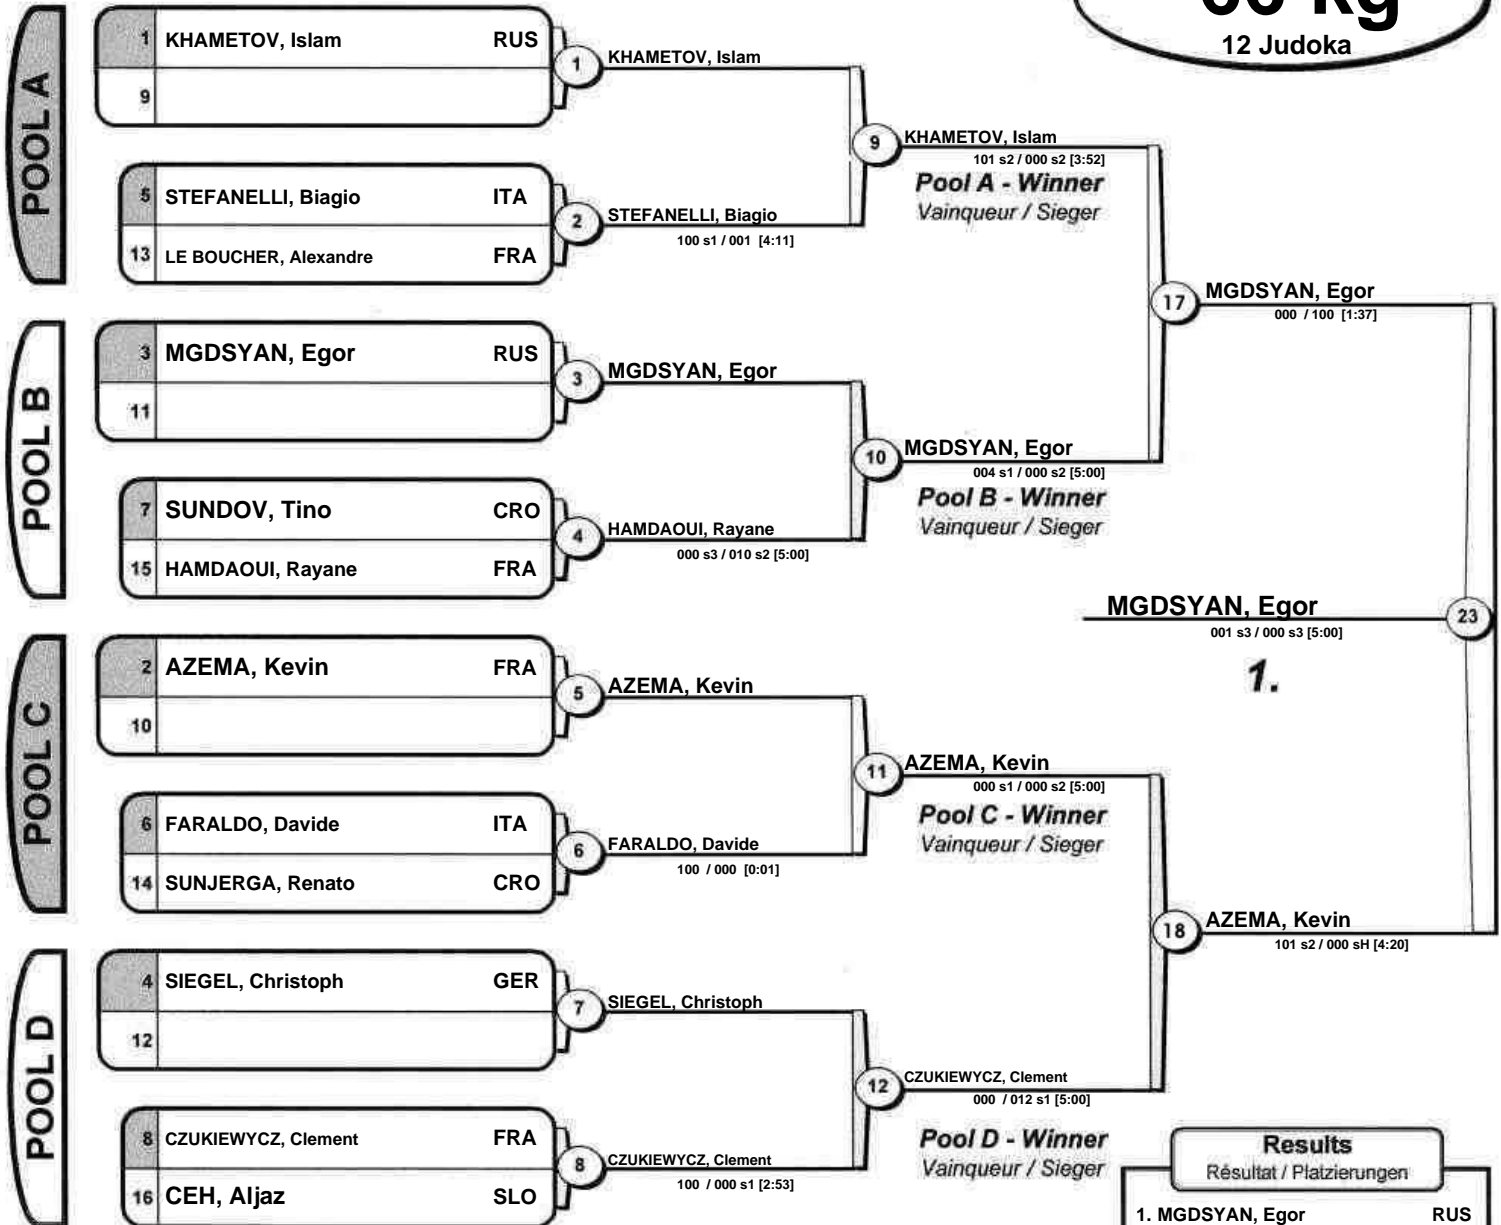 kg
12 Judoka
POOL A
1 KHAMETOV, Islam RUS
9
1 KHAMETOV, Islam
5 STEFANELLI, Biagio ITA
13 LE BOUCHER, Alexandre FRA
2 STEFANELLI, Biagio
100 s1 / 001 [4:11]
9 KHAMETOV, Islam
101 s2 / 000 s2 [3:52]
Pool A - Winner
Vainqueur / Sieger
POOL B
3 MGDSYAN, Egor RUS
11
3 MGDSYAN, Egor
7 SUNDOV, Tino CRO
15 HAMDAOUI, Rayane FRA
4 HAMDAOUI, Rayane
000 s3 / 010 s2 [5:00]
10 MGDSYAN, Egor
004 s1 / 000 s2 [5:00]
Pool B - Winner
Vainqueur / Sieger
17 MGDSYAN, Egor
000 / 100 [1:37]
MGDSYAN, Egor 23
001 s3 / 000 s3 [5:00]
1.
POOL C
2 AZEMA, Kevin FRA
10
5 AZEMA, Kevin
6 FARALDO, Davide ITA
14 SUNJERGA, Renato CRO
6 FARALDO, Davide
100 / 000 [0:01]
11 AZEMA, Kevin
000 s1 / 000 s2 [5:00]
Pool C - Winner
Vainqueur / Sieger
18 AZEMA, Kevin
101 s2 / 000 sH [4:20]
POOL D
4 SIEGEL, Christoph GER
12
7 SIEGEL, Christoph
8 CZUKIEWYCZ, Clement FRA
16 CEH, Aljaz SLO
8 CZUKIEWYCZ, Clement
100 / 000 s1 [2:53]
12 CZUKIEWYCZ, Clement
000 / 012 s1 [5:00]
Pool D - Winner
Vainqueur / Sieger
Results
Résultat / Platzierungen
1. MGDSYAN, Egor RUS